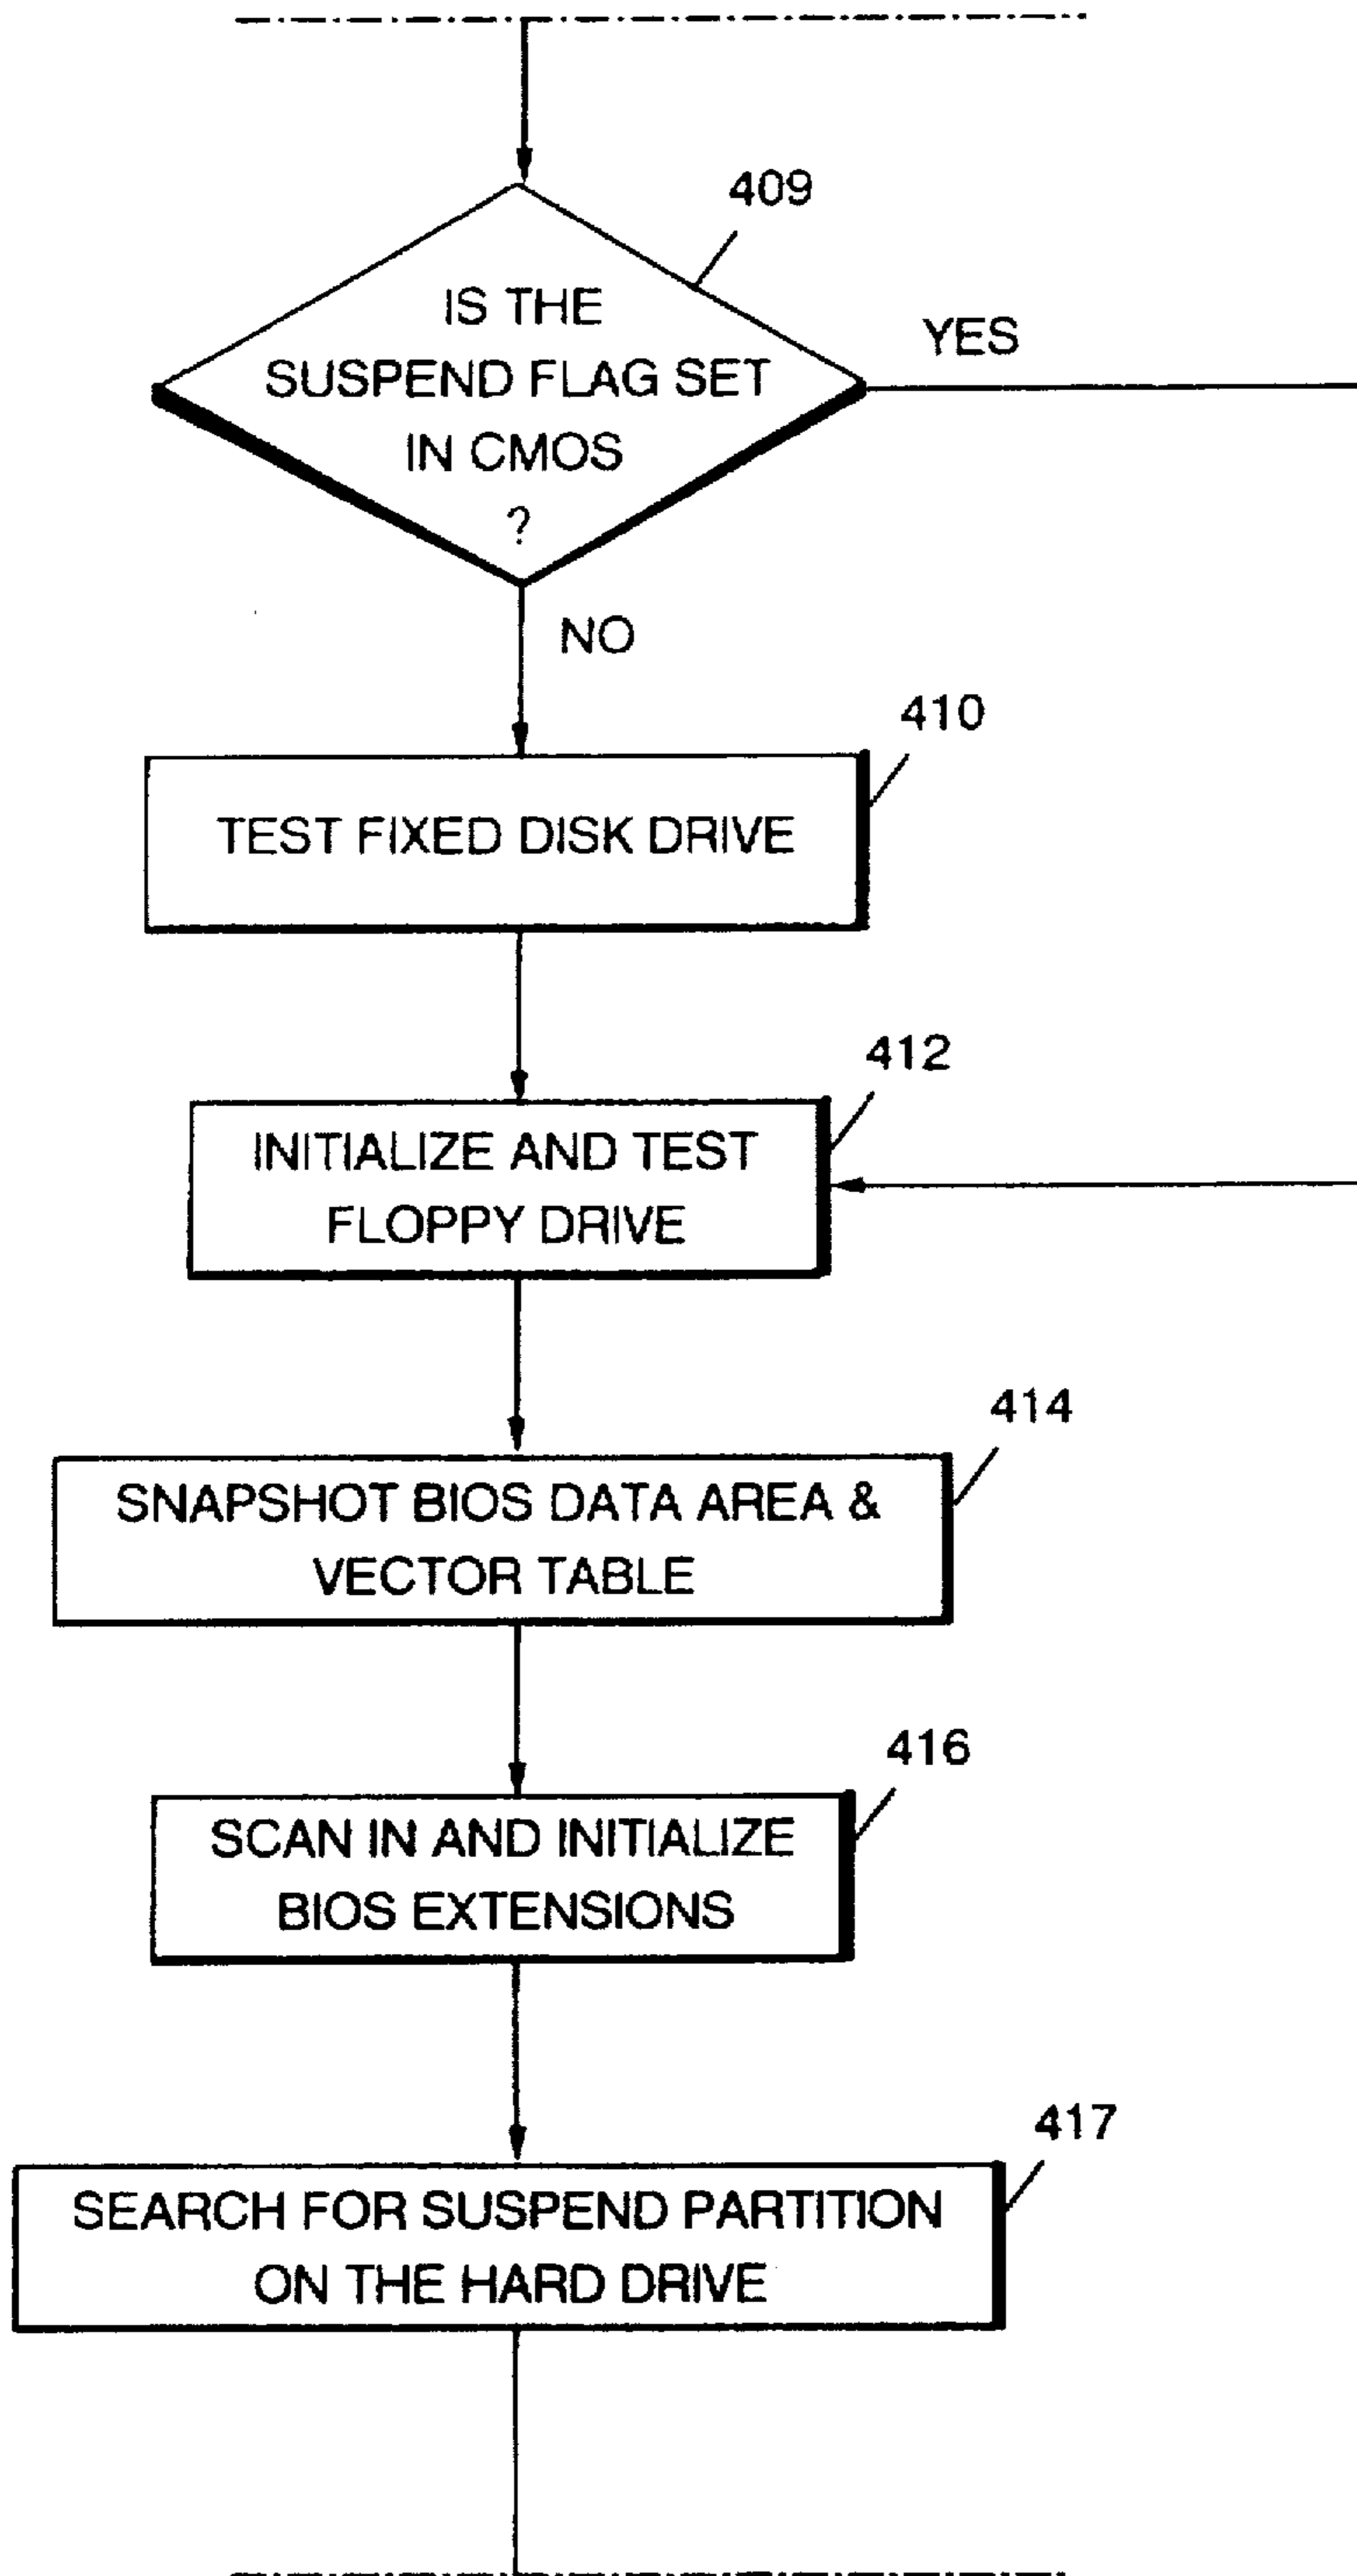 409
IS THE
SUSPEND FLAG SET
IN CMOS
?
YES
NO
410
TEST FIXED DISK DRIVE
412
INITIALIZE AND TEST
FLOPPY DRIVE
414
SNAPSHOT BIOS DATA AREA &
VECTOR TABLE
416
SCAN IN AND INITIALIZE
BIOS EXTENSIONS
417
SEARCH FOR SUSPEND PARTITION
ON THE HARD DRIVE